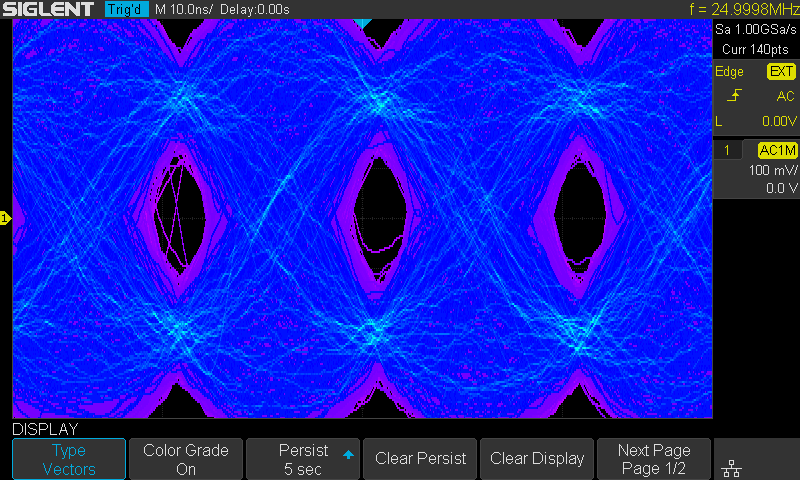 SIGLENT Trig'd M 10.0ns/ Delay:0.00s f = 24.9998MHz
Sa 1.00GSa/s
Curr 140pts
Edge EXT
AC
L 0.00V
1 AC1M
100 mV/
0.0 V
1
DISPLAY
Type
Vectors
Color Grade
On
Persist
5 sec
Clear Persist
Clear Display
Next Page
Page 1/2